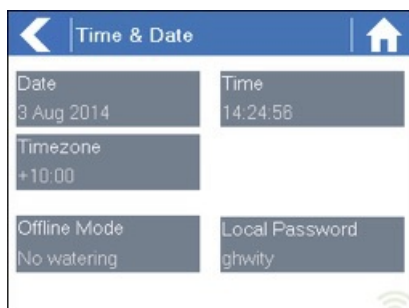 Time & Date
Date
3 Aug 2014
Time
14:24:56
Timezone
+10:00
Offline Mode
No watering
Local Password
ghwity